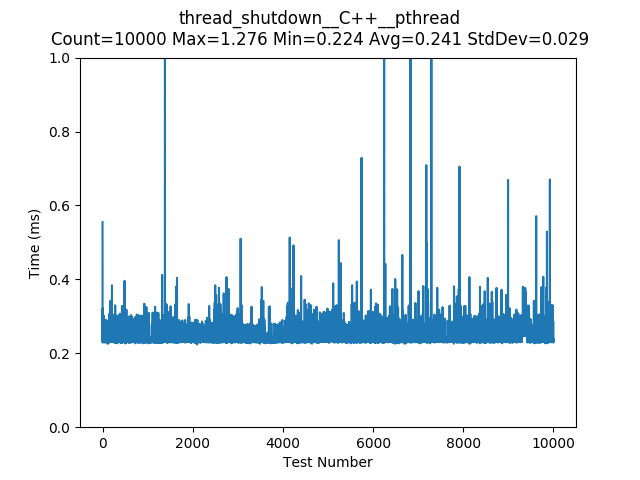 thread_shutdown__C++__pthread
Count=10000 Max=1.276 Min=0.224 Avg=0.241 StdDev=0.029
1.0
0.8
0.6
0.4
0.2
0.0
Time (ms)
0 2000 4000 6000 8000 10000
Test Number